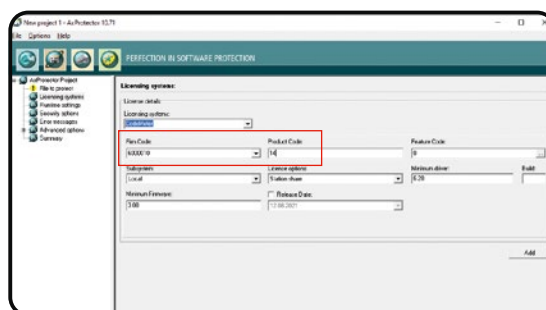 New project 1 - AxProtector 10.71
File Options Help
PERFECTION IN SOFTWARE PROTECTION
AxProtector Project
File to protect
Licensing systems
Runtime settings
Security options
Error messages
Advanced options
Summary
Licensing systems:
License details:
Licensing systems:
CodeMeter
Firm Code: Product Code: Feature Code:
6000010 14 0
Subsystem: License options: Minimum driver: Build:
Local Station share 6.20
Minimum Firmware: Release Date:
3.00 12.08.2021
Add